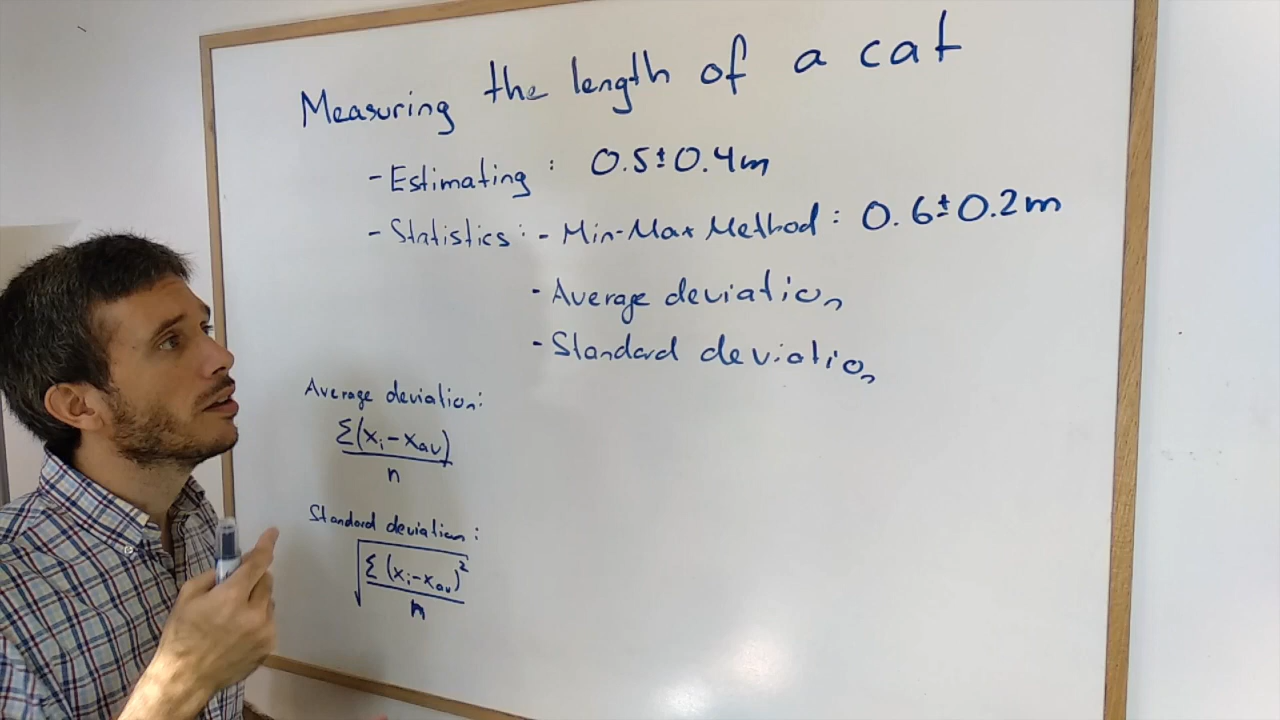 Measuring the length of a cat
- Estimating : 0.5 ± 0.4m
- Statistics : - Min-Max Method : 0.6 ± 0.2m
- Average deviation
- Standard deviation
Average deviation:
Σ(xᵢ - xₐᵥ)
n
Standard deviation:
√Σ(xᵢ - xₐᵥ)²
n